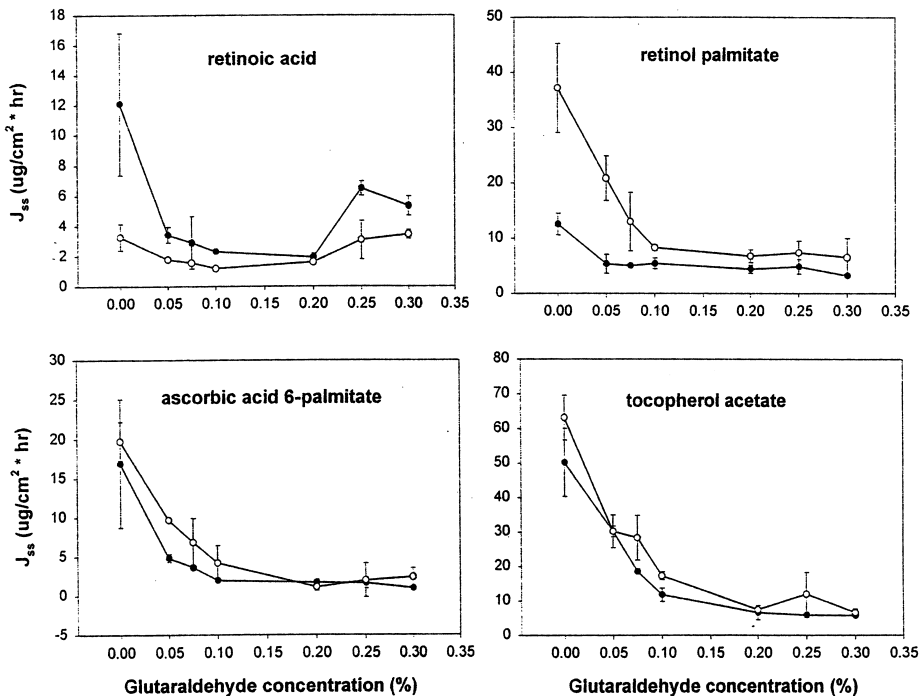 retinoic acid
J_ss (ug/cm² * hr)
18
16
14
12
10
8
6
4
2
0
0.00 0.05 0.10 0.15 0.20 0.25 0.30 0.35
retinol palmitate
50
40
30
20
10
0
0.00 0.05 0.10 0.15 0.20 0.25 0.30 0.35
ascorbic acid 6-palmitate
J_ss (ug/cm² * hr)
30
25
20
15
10
5
0
-5
0.00 0.05 0.10 0.15 0.20 0.25 0.30 0.35
Glutaraldehyde concentration (%)
tocopherol acetate
80
70
60
50
40
30
20
10
0
0.00 0.05 0.10 0.15 0.20 0.25 0.30 0.35
Glutaraldehyde concentration (%)